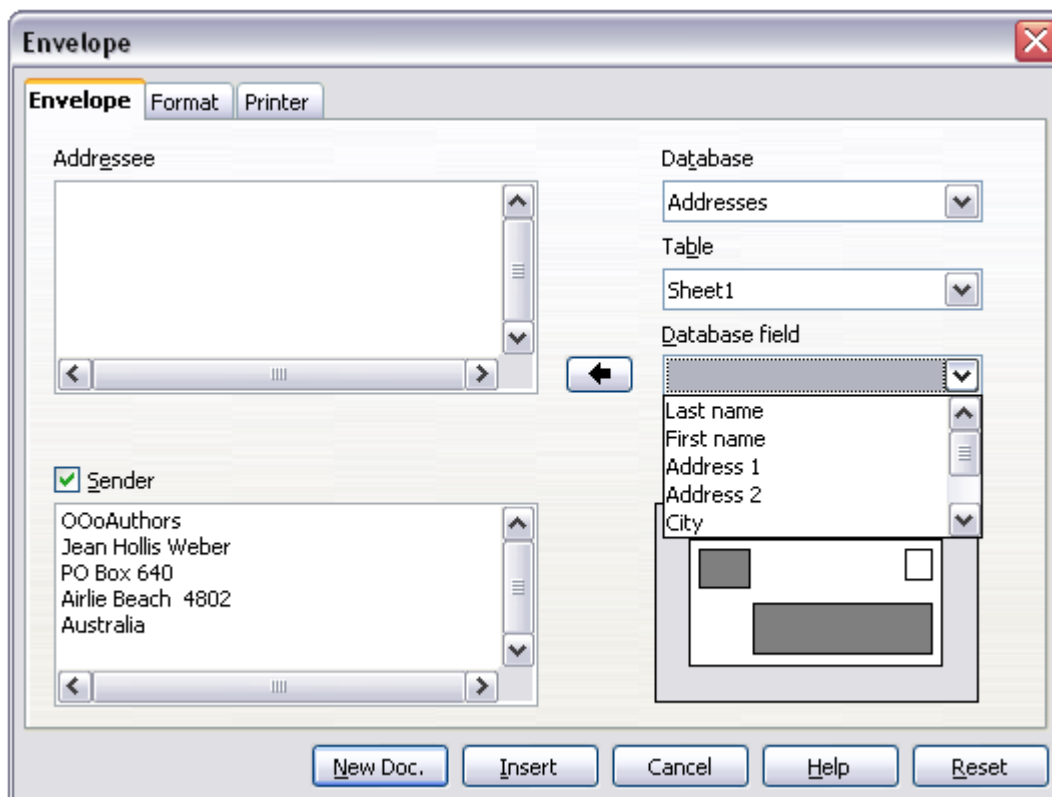 Envelope
Envelope Format Printer
Addressee
Database
Addresses
Table
Sheet1
Database field
Last name
First name
Address 1
Address 2
City
Sender
OOoAuthors
Jean Hollis Weber
PO Box 640
Airlie Beach  4802
Australia
New Doc. Insert Cancel Help Reset